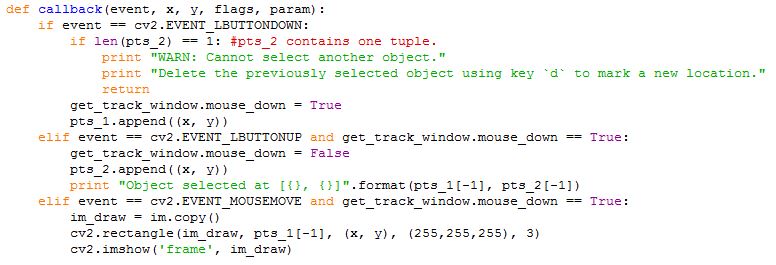 def callback(event, x, y, flags, param):
    if event == cv2.EVENT_LBUTTONDOWN:
        if len(pts_2) == 1: #pts_2 contains one tuple.
            print "WARN: Cannot select another object."
            print "Delete the previously selected object using key `d` to mark a new location."
            return
        get_track_window.mouse_down = True
        pts_1.append((x, y))
    elif event == cv2.EVENT_LBUTTONUP and get_track_window.mouse_down == True:
        get_track_window.mouse_down = False
        pts_2.append((x, y))
        print "Object selected at [{}, {}]".format(pts_1[-1], pts_2[-1])
    elif event == cv2.EVENT_MOUSEMOVE and get_track_window.mouse_down == True:
        im_draw = im.copy()
        cv2.rectangle(im_draw, pts_1[-1], (x, y), (255,255,255), 3)
        cv2.imshow('frame', im_draw)